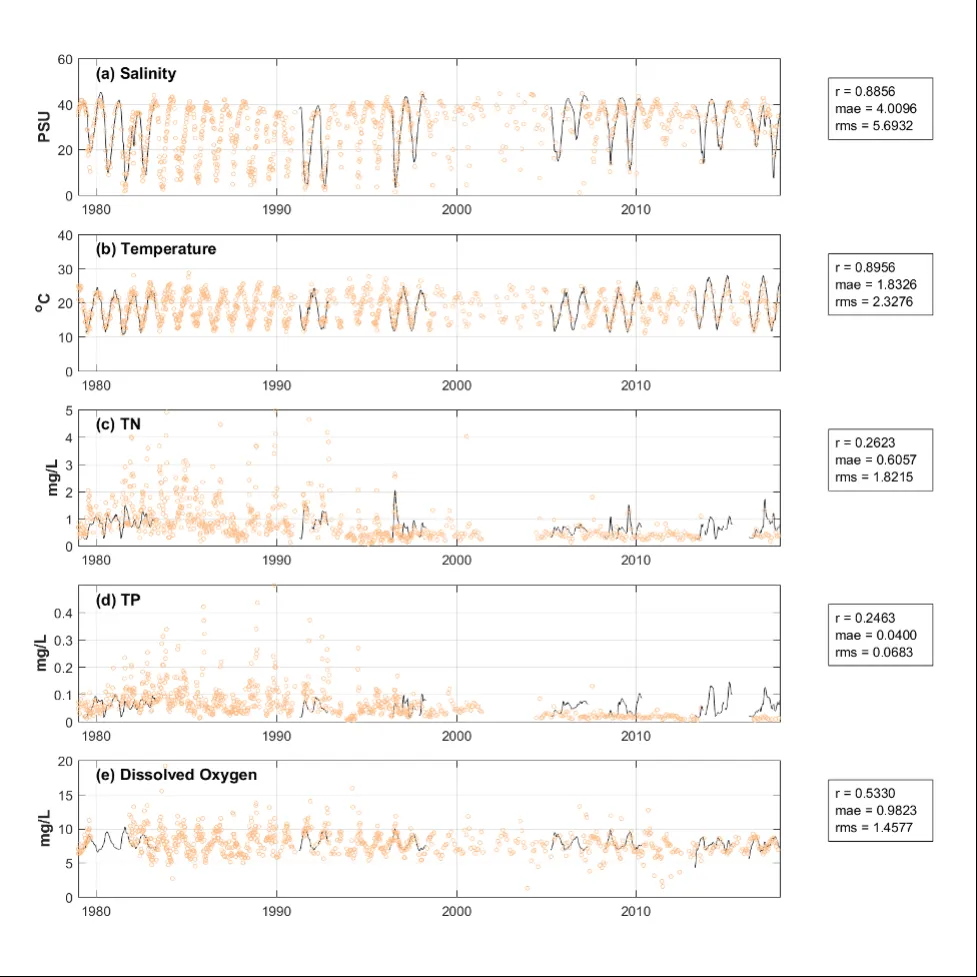 (a) Salinity
60
40
20
0
PSU
1980
1990
2000
2010
r = 0.8856
mae = 4.0096
rms = 5.6932
(b) Temperature
40
30
20
10
0
oC
1980
1990
2000
2010
r = 0.8956
mae = 1.8326
rms = 2.3276
(c) TN
5
4
3
2
1
0
mg/L
1980
1990
2000
2010
r = 0.2623
mae = 0.6057
rms = 1.8215
(d) TP
0.4
0.3
0.2
0.1
0
mg/L
1980
1990
2000
2010
r = 0.2463
mae = 0.0400
rms = 0.0683
(e) Dissolved Oxygen
20
15
10
5
0
mg/L
1980
1990
2000
2010
r = 0.5330
mae = 0.9823
rms = 1.4577